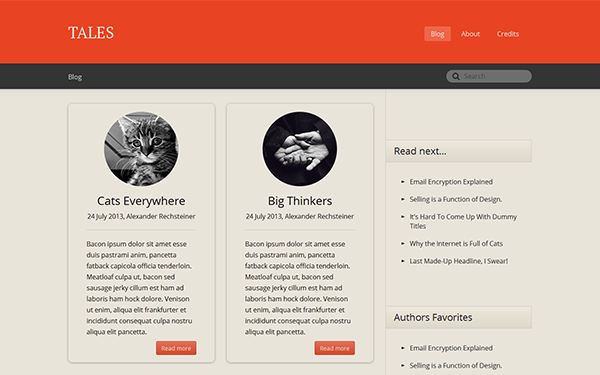 TALES
Blog About Credits
Blog
Search
Cats Everywhere
24 July 2013, Alexander Rechsteiner
Bacon ipsum dolor sit amet esse
duis pastrami anim, pancetta
fatback capicola officia tenderloin.
Meatloaf culpa ut, bacon sed
sausage jerky cillum est ham ad
laboris ham hock dolore. Venison
ut enim, aliqua elit frankfurter et
incididunt consequat culpa nostru
aliqua elit pancetta.
Read more
Big Thinkers
24 July 2013, Alexander Rechsteiner
Bacon ipsum dolor sit amet esse
duis pastrami anim, pancetta
fatback capicola officia tenderloin.
Meatloaf culpa ut, bacon sed
sausage jerky cillum est ham ad
laboris ham hock dolore. Venison
ut enim, aliqua elit frankfurter et
incididunt consequat culpa nostru
aliqua elit pancetta.
Read more
Read next...
Email Encryption Explained
Selling is a Function of Design.
It's Hard To Come Up With Dummy
Titles
Why the Internet is Full of Cats
Last Made-Up Headline, I Swear!
Authors Favorites
Email Encryption Explained
Selling is a Function of Design.